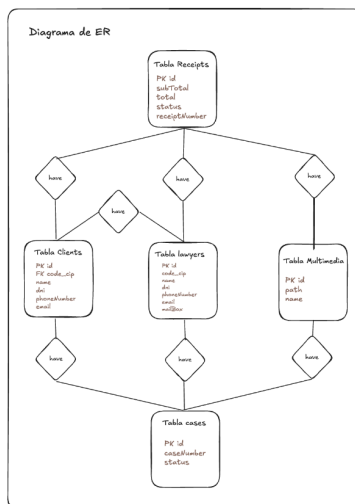 Diagrama de ER
Tabla Receipts
PK id
subTotal
total
status
receiptNumber
have
have
have
have
Tabla Clients
FK code_cip
PK id
name
dni
phoneNumber
email
Tabla lawyers
PK id
code_cip
name
dni
phoneNumber
email
mailBox
Tabla Multimedia
PK id
path
name
have
have
have
Tabla cases
PK id
caseNumber
status